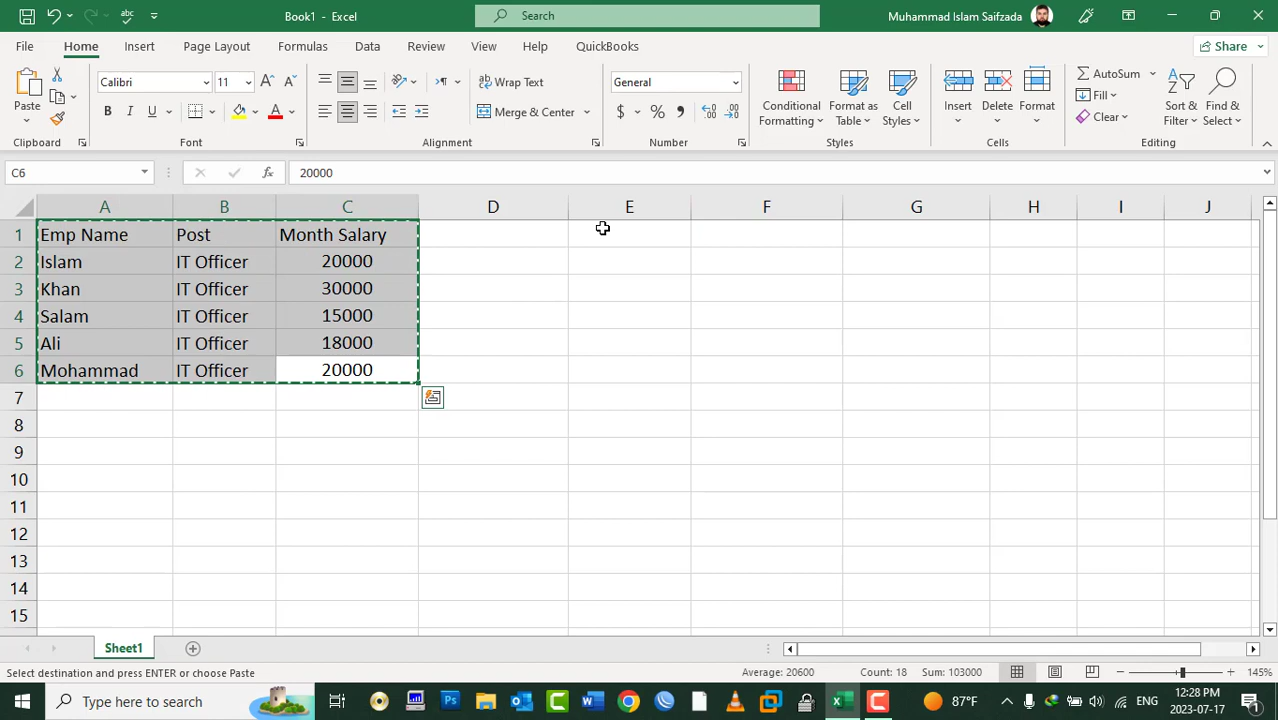 Book1 - Excel
Search
Muhammad Islam Saifzada
File Home Insert Page Layout Formulas Data Review View Help QuickBooks
Share
Paste
Calibri
11
B I U
Wrap Text
Merge & Center
General
$ % ,
Conditional Formatting
Format as Table
Cell Styles
Insert
Delete
Format
AutoSum
Fill
Clear
Sort & Filter
Find & Select
Clipboard Font Alignment Number Styles Cells Editing
C6
fx
20000
A B C D E F G H I J
1 Emp Name Post Month Salary
2 Islam IT Officer 20000
3 Khan IT Officer 30000
4 Salam IT Officer 15000
5 Ali IT Officer 18000
6 Mohammad IT Officer 20000
7
8
9
10
11
12
13
14
15
Sheet1
Select destination and press ENTER or choose Paste
Average: 20600 Count: 18 Sum: 103000
145%
Type here to search
87°F
ENG
12:28 PM
2023-07-17